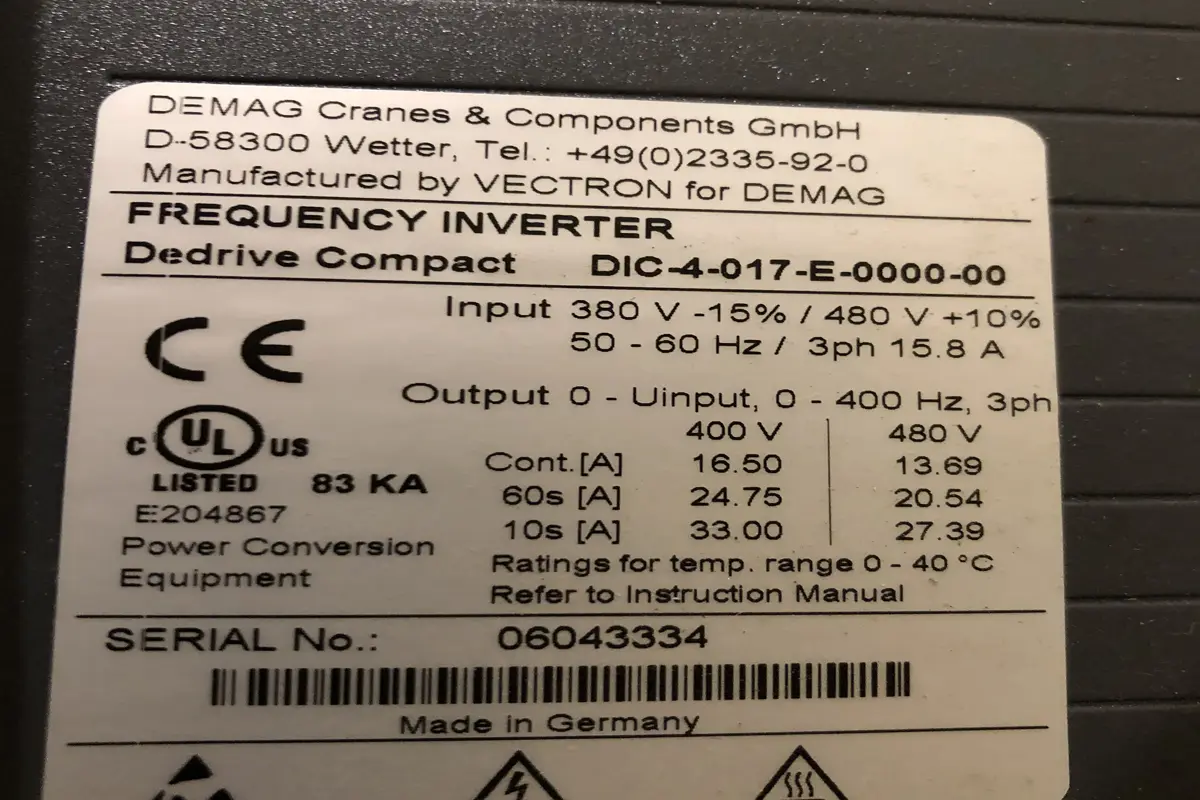 DEMAG Cranes & Components GmbH
D-58300 Wetter, Tel.: +49(0)2335-92-0
Manufactured by VECTRON for DEMAG
FREQUENCY INVERTER
Dedrive Compact DIC-4-017-E-0000-00
Input 380 V -15% / 480 V +10%
50 - 60 Hz / 3ph 15.8 A
CE
Output 0 - Uinput, 0 - 400 Hz, 3ph
400 V 480 V
C UL US
Cont.[A] 16.50 13.69
LISTED 83 KA
60s [A] 24.75 20.54
E204867
10s [A] 33.00 27.39
Power Conversion
Equipment
Ratings for temp. range 0 - 40 °C
Refer to Instruction Manual
SERIAL No.: 06043334
Made in Germany